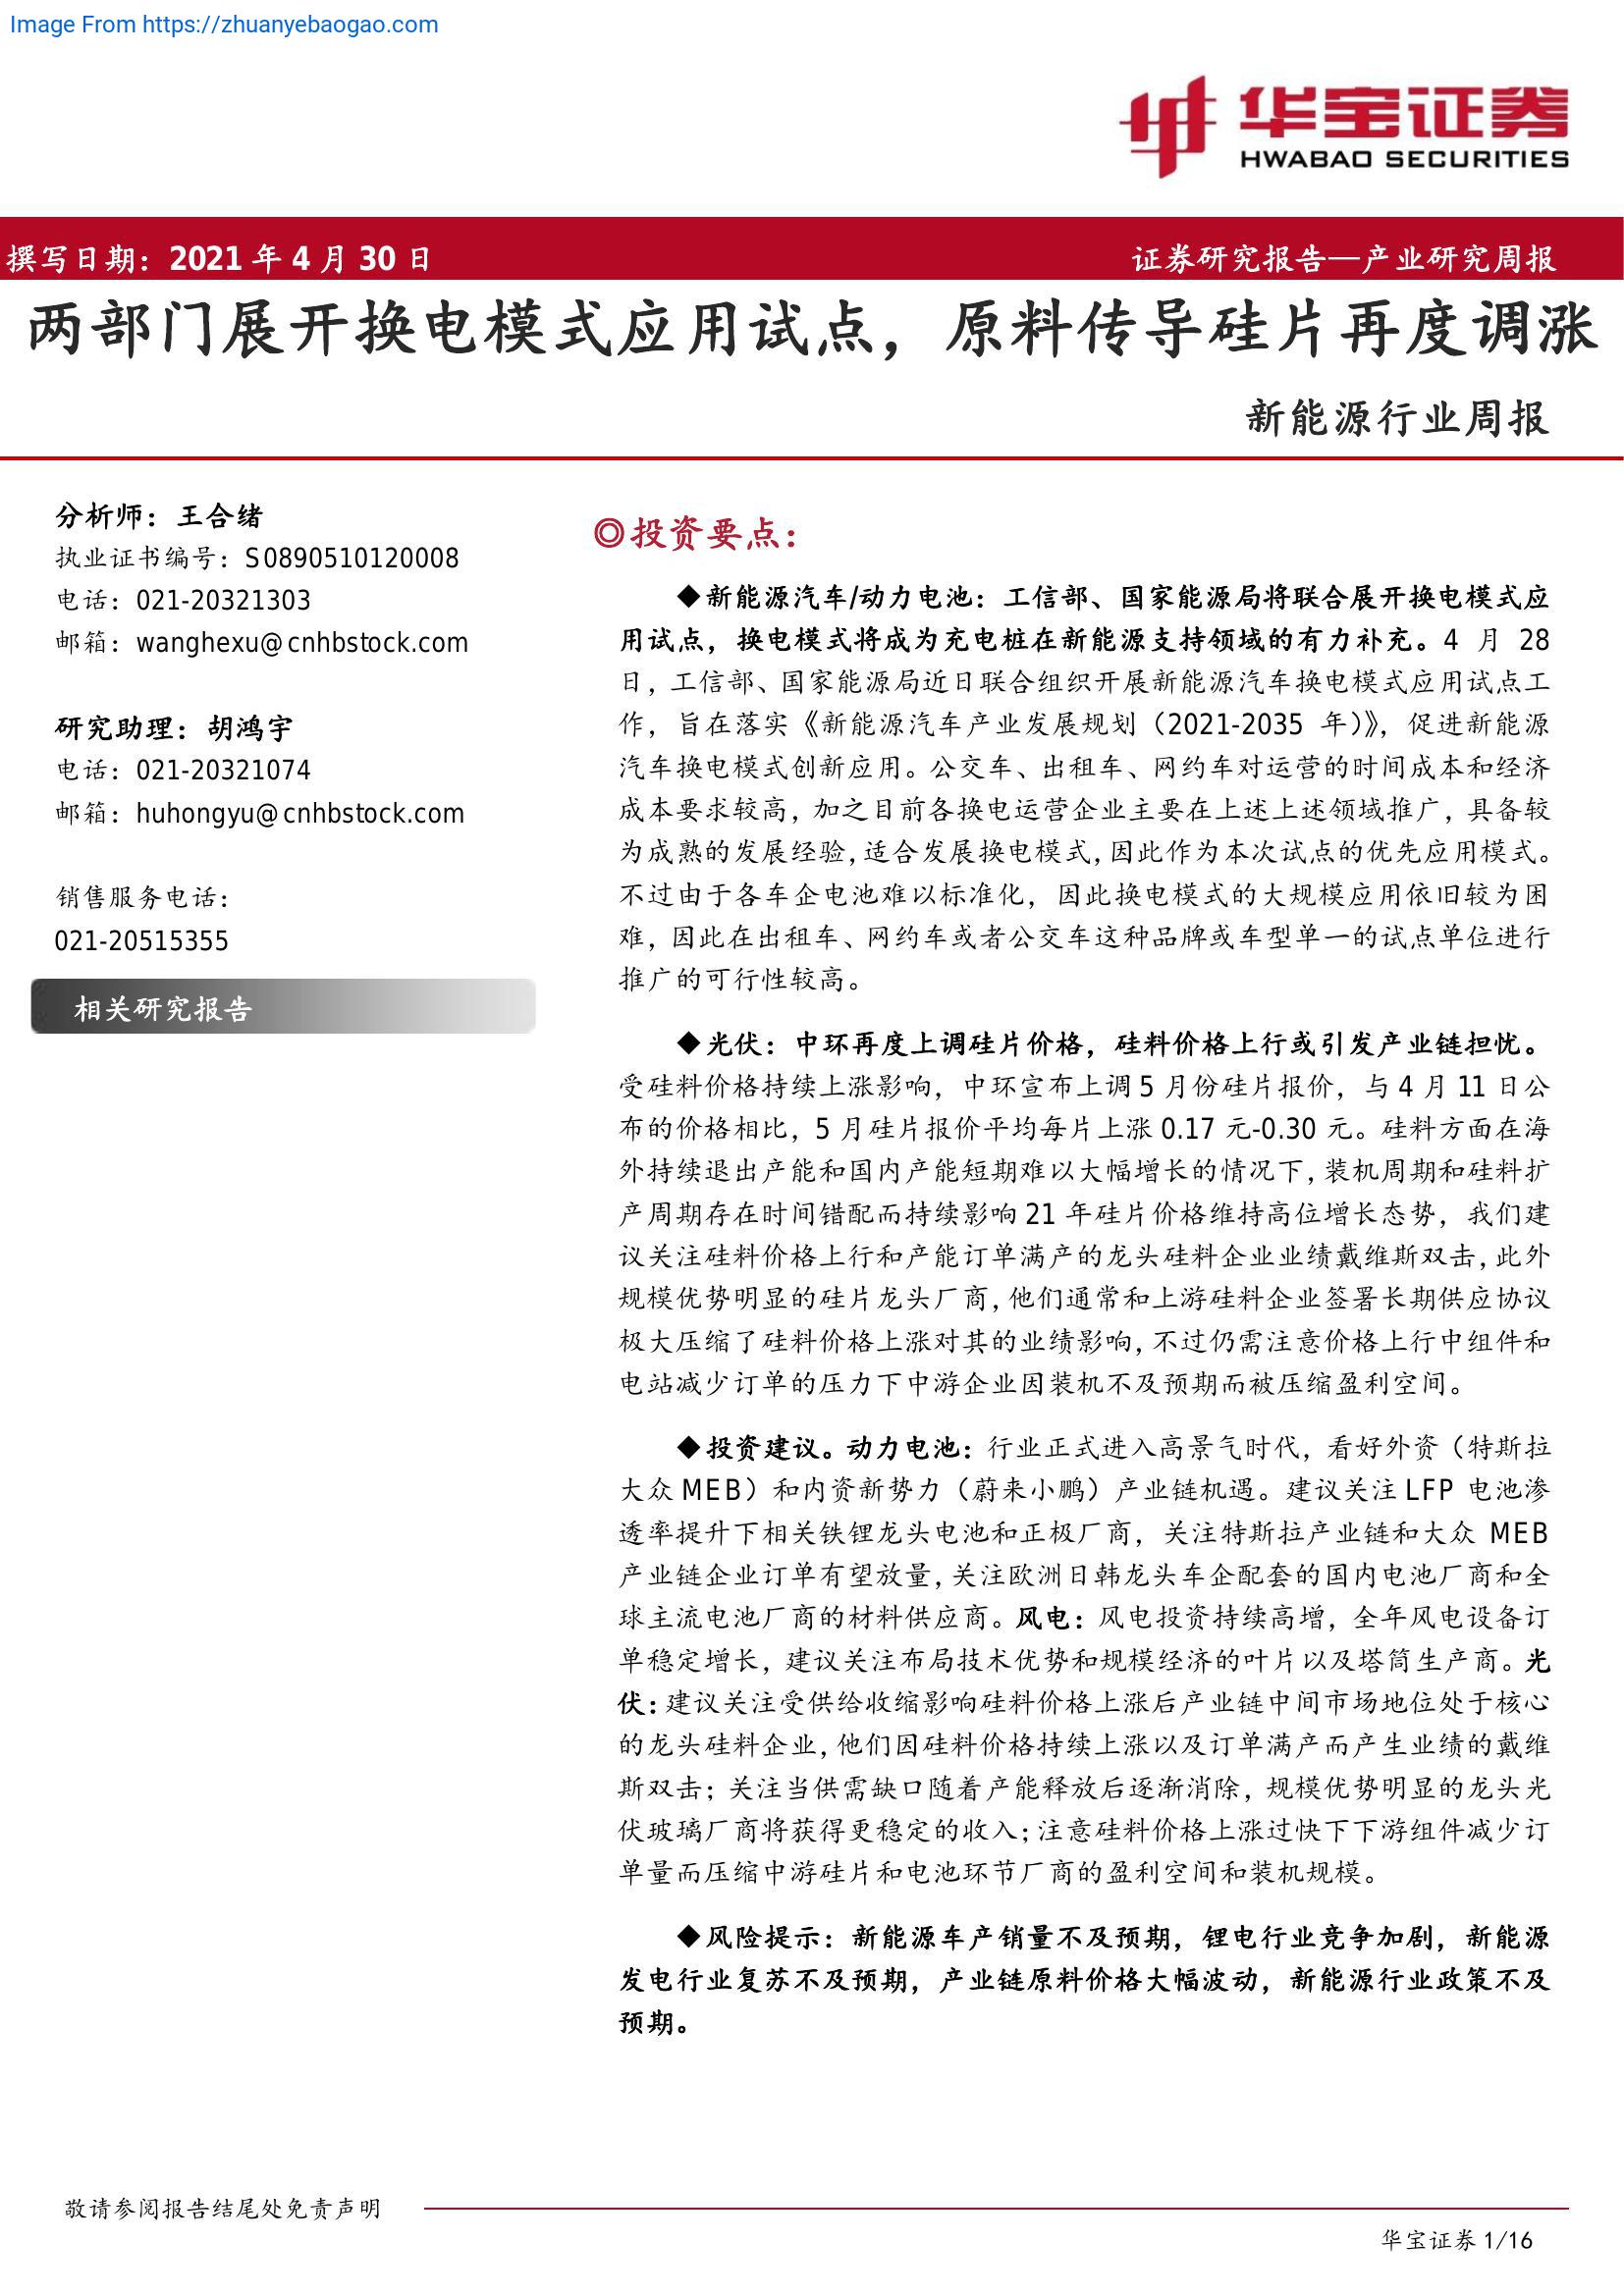 Image From https://zhuanyebaogao.com
华宝证券
HWABAO SECURITIES
撰写日期：2021 年 4 月 30 日
证券研究报告—产业研究周报
两部门展开换电模式应用试点，原料传导硅片再度调涨
新能源行业周报
分析师：王合绪
执业证书编号：S0890510120008
电话：021-20321303
邮箱：wanghexu@cnhbstock.com
研究助理：胡鸿宇
电话：021-20321074
邮箱：huhongyu@cnhbstock.com
销售服务电话：
021-20515355
相关研究报告
◎投资要点：
◆新能源汽车/动力电池：工信部、国家能源局将联合展开换电模式应
用试点，换电模式将成为充电桩在新能源支持领域的有力补充。4 月 28
日，工信部、国家能源局近日联合组织开展新能源汽车换电模式应用试点工
作，旨在落实《新能源汽车产业发展规划（2021-2035 年）》，促进新能源
汽车换电模式创新应用。公交车、出租车、网约车对运营的时间成本和经济
成本要求较高，加之目前各换电运营企业主要在上述上述领域推广，具备较
为成熟的发展经验，适合发展换电模式，因此作为本次试点的优先应用模式。
不过由于各车企电池难以标准化，因此换电模式的大规模应用依旧较为困
难，因此在出租车、网约车或者公交车这种品牌或车型单一的试点单位进行
推广的可行性较高。
◆光伏：中环再度上调硅片价格，硅料价格上行或引发产业链担忧。
受硅料价格持续上涨影响，中环宣布上调 5 月份硅片报价，与 4 月 11 日公
布的价格相比，5 月硅片报价平均每片上涨 0.17 元-0.30 元。硅料方面在海
外持续退出产能和国内产能短期难以大幅增长的情况下，装机周期和硅料扩
产周期存在时间错配而持续影响 21 年硅片价格维持高位增长态势，我们建
议关注硅料价格上行和产能订单满产的龙头硅料企业业绩戴维斯双击，此外
规模优势明显的硅片龙头厂商，他们通常和上游硅料企业签署长期供应协议
极大压缩了硅料价格上涨对其的业绩影响，不过仍需注意价格上行中组件和
电站减少订单的压力下中游企业因装机不及预期而被压缩盈利空间。
◆投资建议。动力电池：行业正式进入高景气时代，看好外资（特斯拉
大众 MEB）和内资新势力（蔚来小鹏）产业链机遇。建议关注 LFP 电池渗
透率提升下相关铁锂龙头电池和正极厂商，关注特斯拉产业链和大众 MEB
产业链企业订单有望放量，关注欧洲日韩龙头车企配套的国内电池厂商和全
球主流电池厂商的材料供应商。风电：风电投资持续高增，全年风电设备订
单稳定增长，建议关注布局技术优势和规模经济的叶片以及塔筒生产商。光
伏：建议关注受供给收缩影响硅料价格上涨后产业链中间市场地位处于核心
的龙头硅料企业，他们因硅料价格持续上涨以及订单满产而产生业绩的戴维
斯双击；关注当供需缺口随着产能释放后逐渐消除，规模优势明显的龙头光
伏玻璃厂商将获得更稳定的收入；注意硅料价格上涨过快下下游组件减少订
单量而压缩中游硅片和电池环节厂商的盈利空间和装机规模。
◆风险提示：新能源车产销量不及预期，锂电行业竞争加剧，新能源
发电行业复苏不及预期，产业链原料价格大幅波动，新能源行业政策不及
预期。
敬请参阅报告结尾处免责声明
华宝证券 1/16